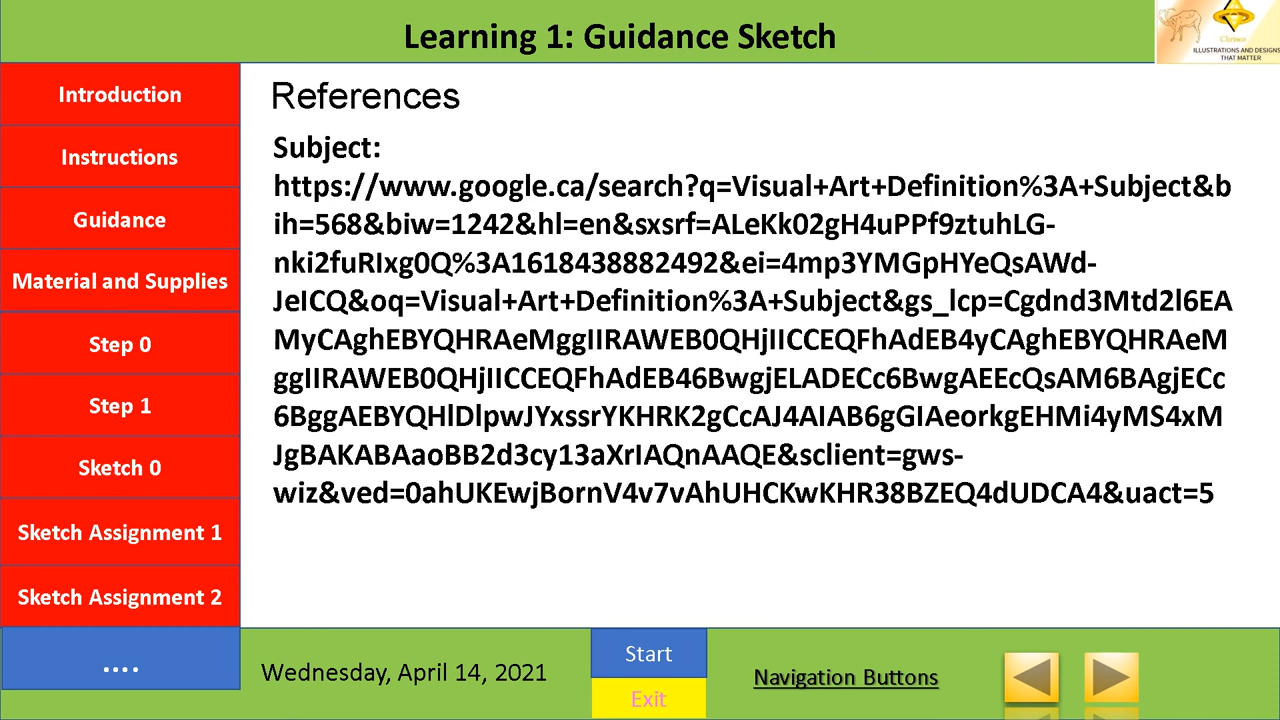 Learning 1: Guidance Sketch
Chriseo
ILLUSTRATIONS AND DESIGNS
THAT MATTER
Introduction
Instructions
Guidance
Material and Supplies
Step 0
Step 1
Sketch 0
Sketch Assignment 1
Sketch Assignment 2
....
References
Subject:
https://www.google.ca/search?q=Visual+Art+Definition%3A+Subject&b
ih=568&biw=1242&hl=en&sxsrf=ALeKk02gH4uPPf9ztuhLG-
nki2fuRIxg0Q%3A1618438882492&ei=4mp3YMGpHYeQsAWd-
JeICQ&oq=Visual+Art+Definition%3A+Subject&gs_lcp=Cgdnd3Mtd2l6EA
MyCAghEBYQHRAeMggIIRAWEB0QHjIICCEQFhAdEB4yCAghEBYQHRAeM
ggIIRAWEB0QHjIICCEQFhAdEB46BwgjELADECc6BwgAEEcQsAM6BAgjECc
6BggAEBYQHlDlpwJYxssrYKHRK2gCcAJ4AIAB6gGIAeorkgEHMi4yMS4xM
JgBAKABAaoBB2d3cy13aXrIAQnAAQE&sclient=gws-
wiz&ved=0ahUKEwjBornV4v7vAhUHCKwKHR38BZEQ4dUDCA4&uact=5
Wednesday, April 14, 2021
Start
Exit
Navigation Buttons